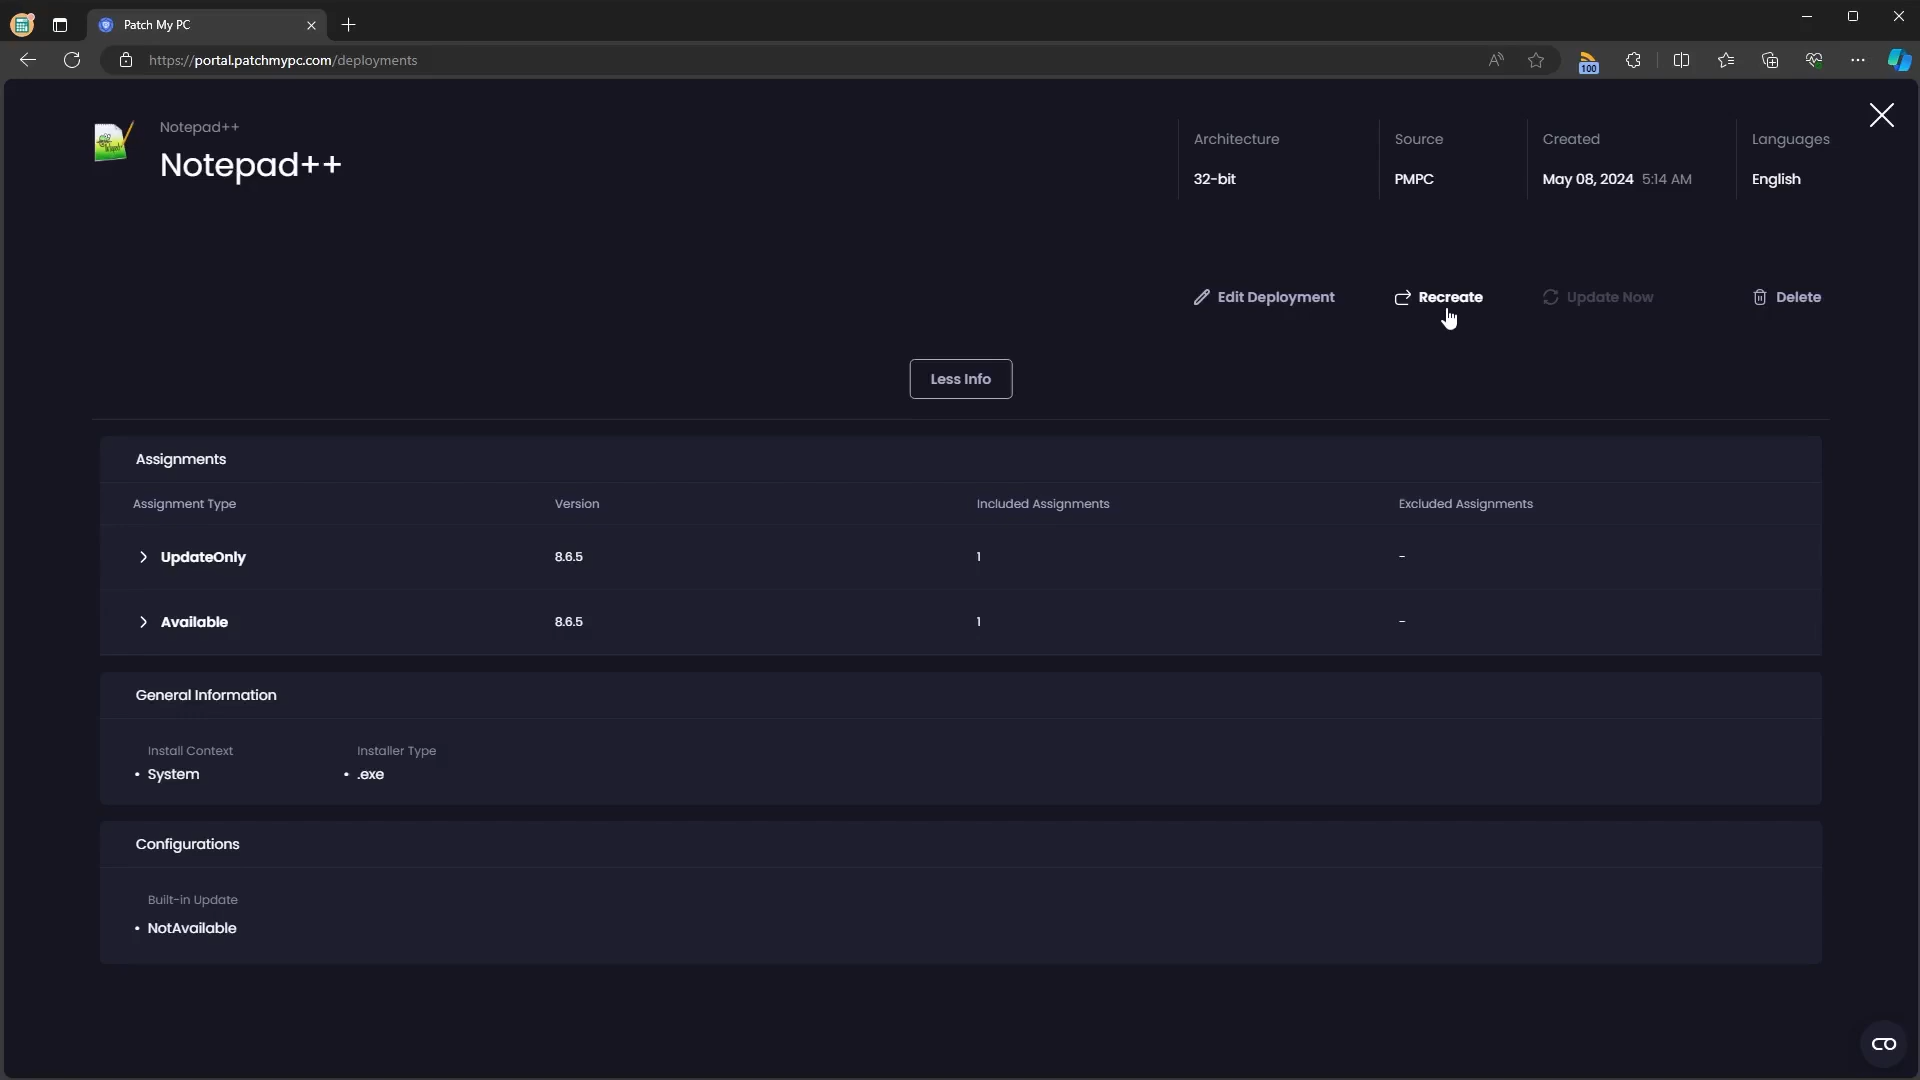 Patch My PC
https://portal.patchmypc.com/deployments
100
Notepad++
Notepad++
Architecture
32-bit
Source
PMPC
Created
May 08, 2024 5:14 AM
Languages
English
Edit Deployment
Recreate
Update Now
Delete
Less Info
Assignments
Assignment Type Version Included Assignments Excluded Assignments
UpdateOnly 8.6.5 1 -
Available 8.6.5 1 -
General Information
Install Context Installer Type
• System • .exe
Configurations
Built-in Update
• NotAvailable